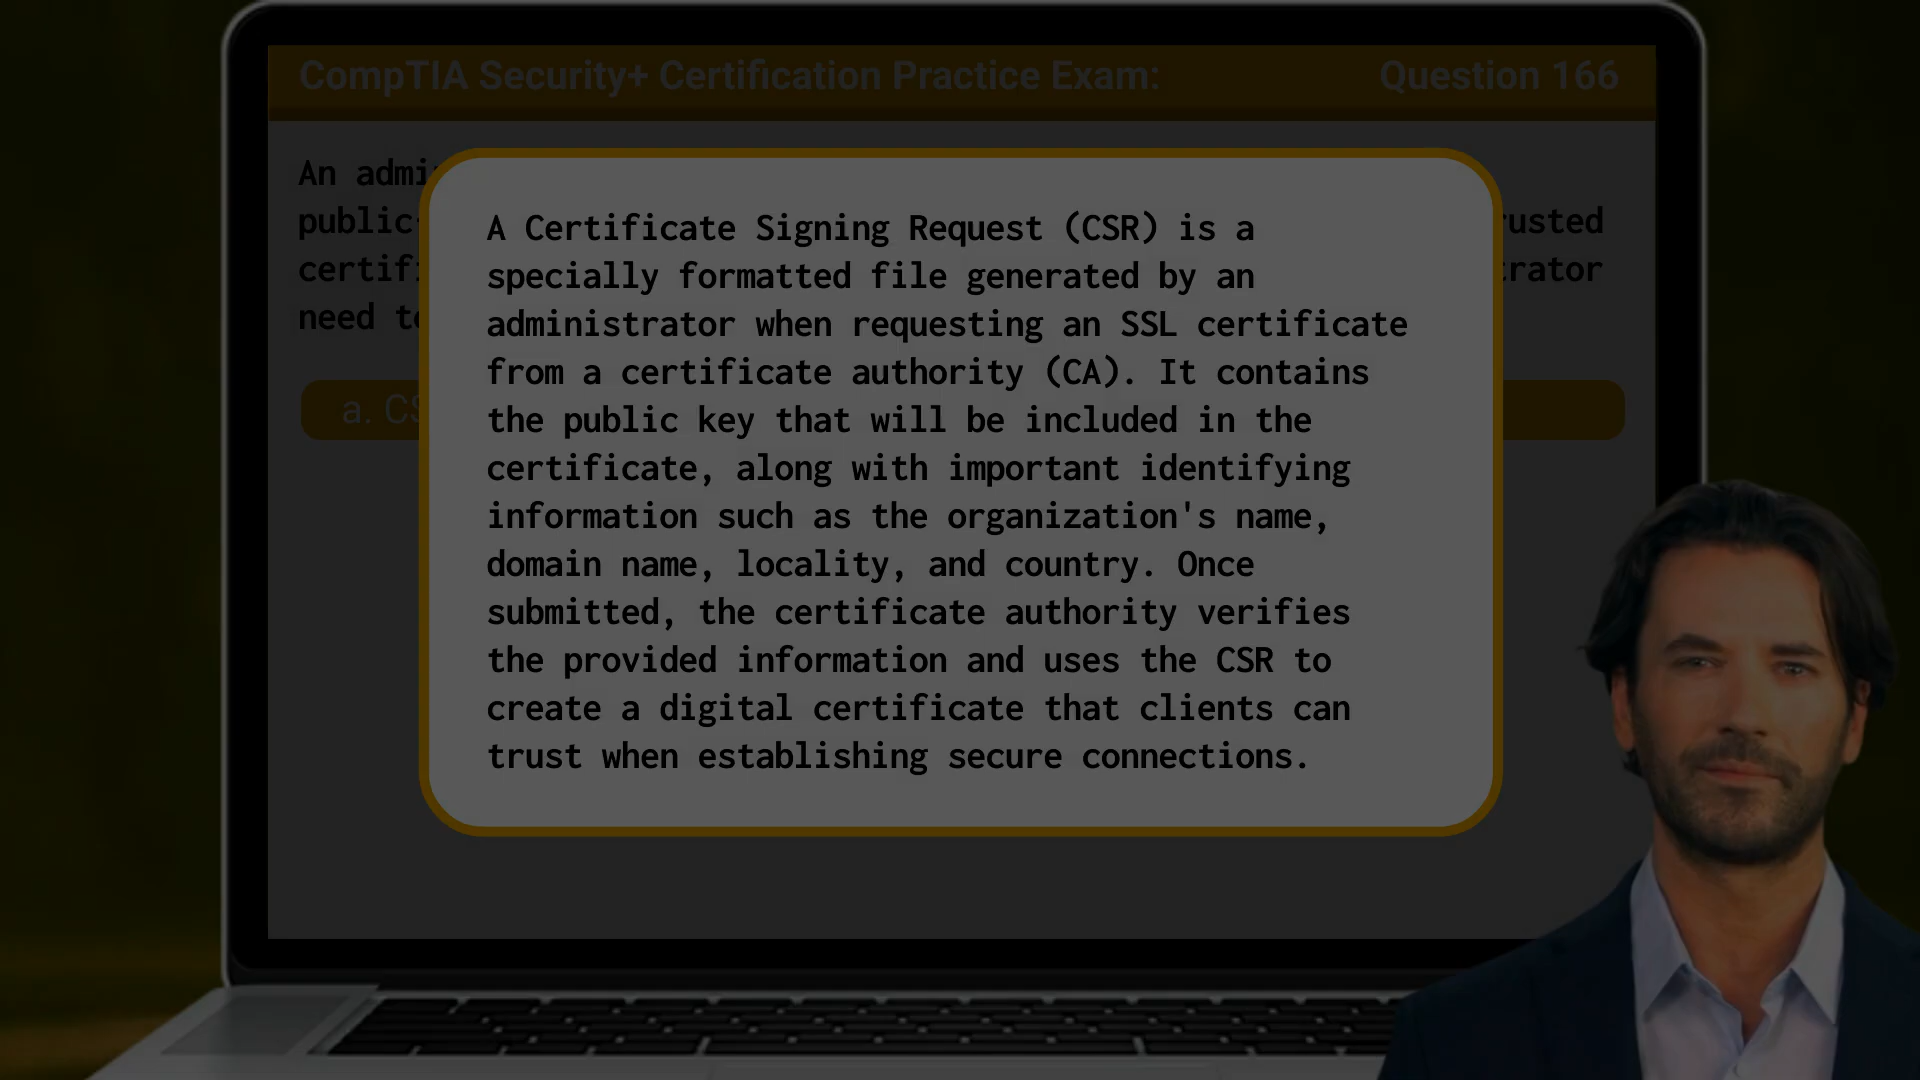 CompTIA Security+ Certification Practice Exam: Question 166
An admi
public
rusted
certif
trator
need to
a. CS
A Certificate Signing Request (CSR) is a
specially formatted file generated by an
administrator when requesting an SSL certificate
from a certificate authority (CA). It contains
the public key that will be included in the
certificate, along with important identifying
information such as the organization's name,
domain name, locality, and country. Once
submitted, the certificate authority verifies
the provided information and uses the CSR to
create a digital certificate that clients can
trust when establishing secure connections.